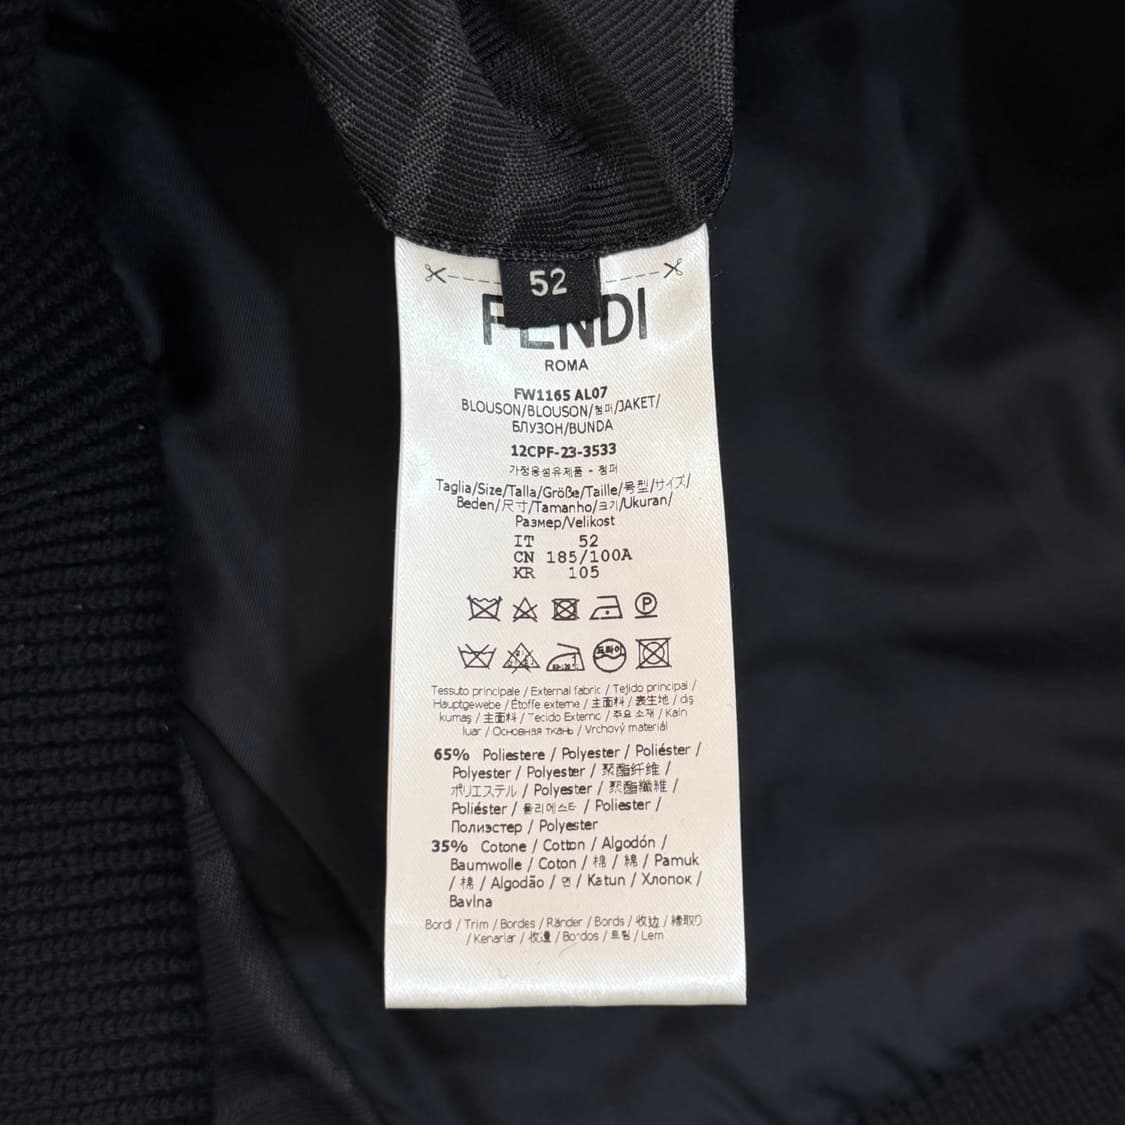 52
FENDI
ROMA
FW1165 AL07
BLOUSON/BLOUSON/점퍼/JAKET/
БЛУЗОН/BUNDA
12CPF-23-3533
가정용섬유제품 - 점퍼
Taglia/Size/Talla/Größe/Taille/号型/サイズ/
Beden/尺寸/Tamanho/크기/Ukuran/
Размер/Velikost
IT 52
CN 185/100A
KR 105
P
드라이
Tessuto principale / External fabric / Tejido principal /
Hauptgewebe / Étoffe externe / 主面料 / 表生地 / dış
kumaş / 主面料 / Tecido Externo / 주요 소재 / Kain
luar / Основная ткань / Vrchový materiál
65% Poliestere / Polyester / Poliéster /
Polyester / Polyester / 聚酯纤维 /
ポリエステル / Polyester / 聚酯纖維 /
Poliéster / 폴리에스터 / Poliester /
Полиэстер / Polyester
35% Cotone / Cotton / Algodón /
Baumwolle / Coton / 棉 / 綿 / Pamuk
/ 棉 / Algodão / 면 / Katun / Хлопок /
Bavlna
Bordi / Trim / Bordes / Ränder / Bords / 收边 / 縁取り
/ Kenarlar / 收邊 / Bordos / 트림 / Lem